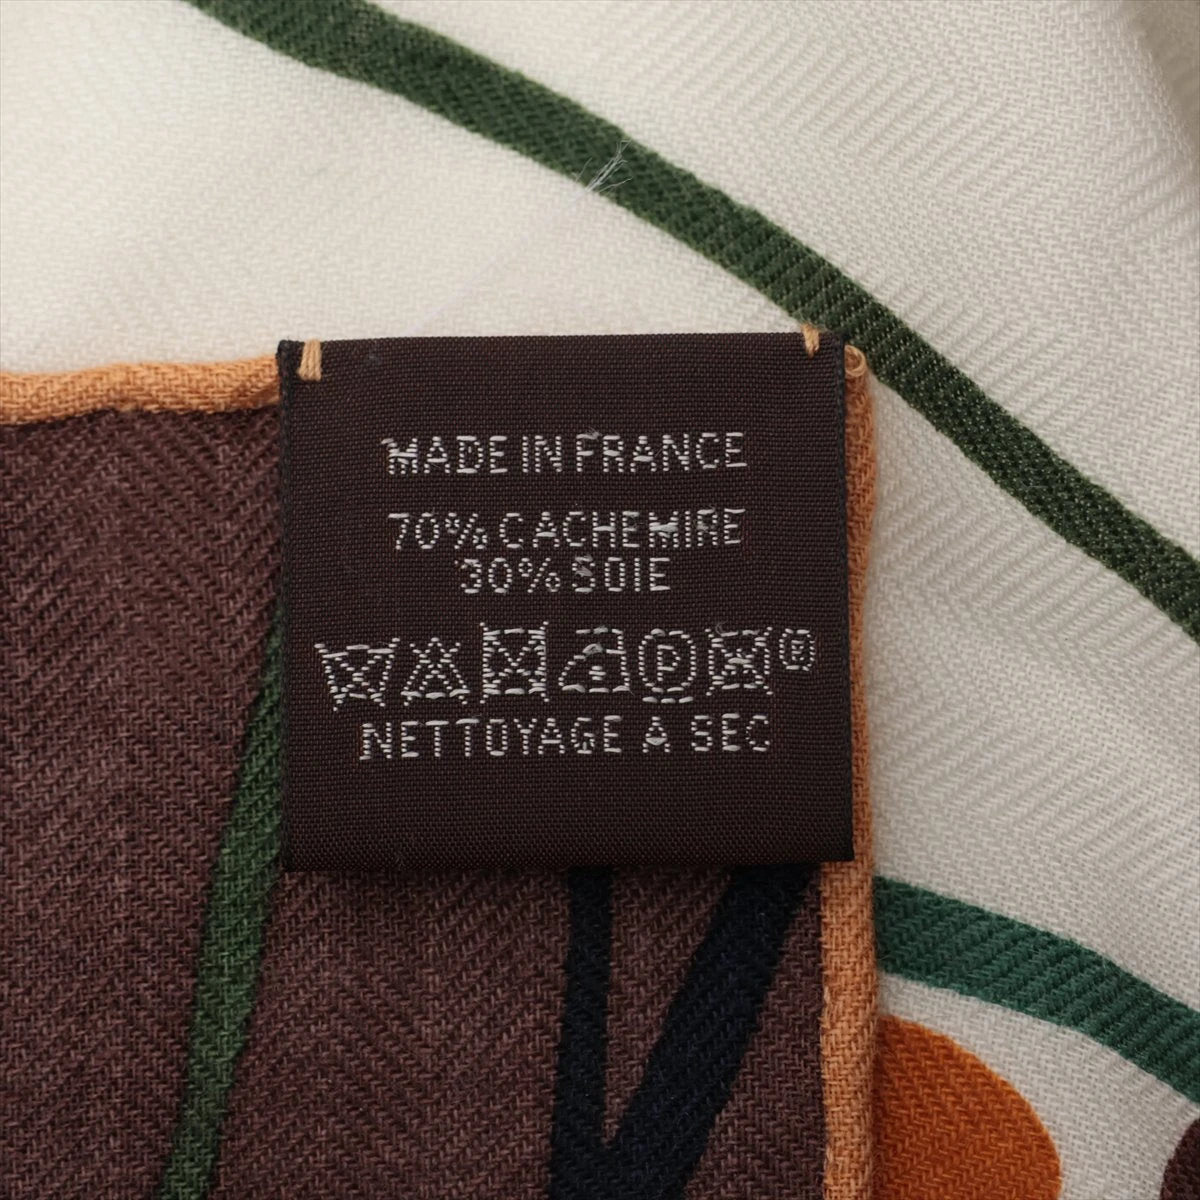 MADE IN FRANCE
70% CACHEMIRE
30% SOIE
P ®
NETTOYAGE A SEC